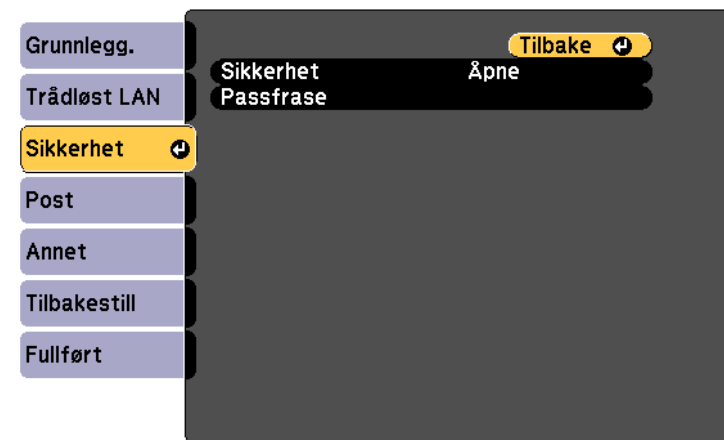 Grunnlegg.
Trådløst LAN
Sikkerhet
Post
Annet
Tilbakestill
Fullført
Tilbake
Sikkerhet Åpne
Passfrase